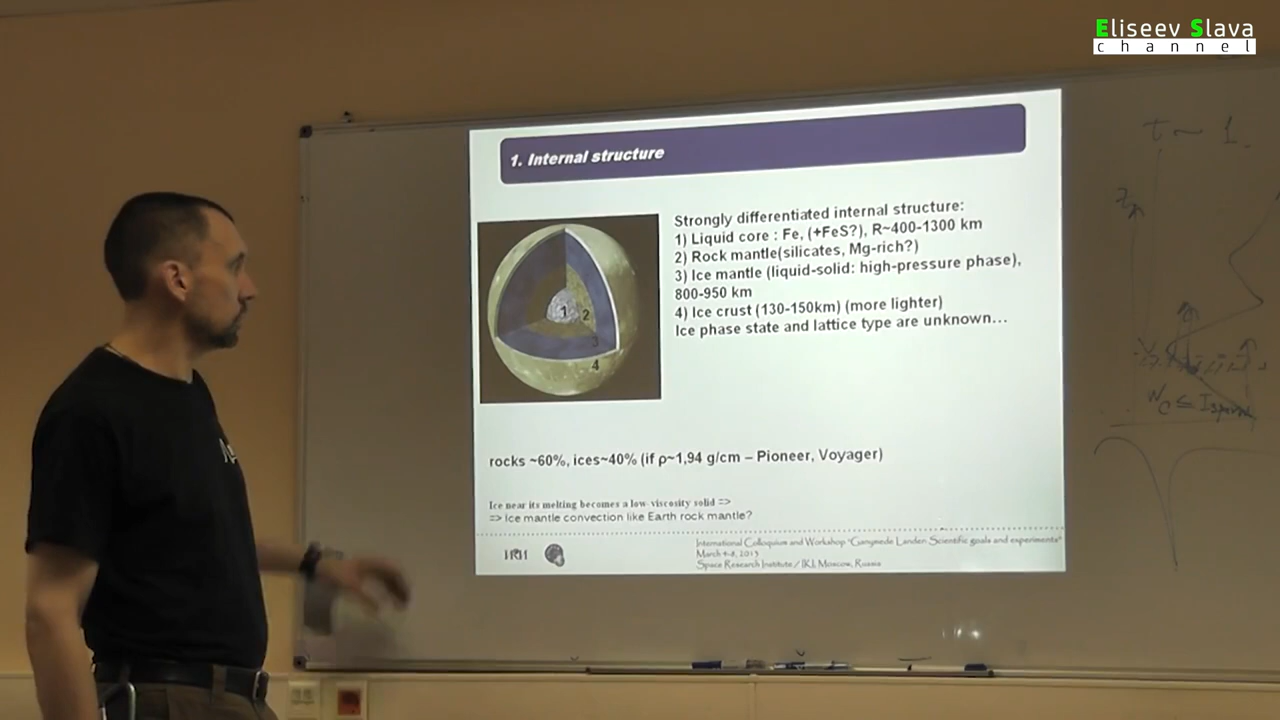 Eliseev Slava
channel
1. Internal structure
Strongly differentiated internal structure:
1) Liquid core : Fe, (+FeS?), R~400-1300 km
2) Rock mantle(silicates, Mg-rich?)
3) Ice mantle (liquid-solid: high-pressure phase),
800-950 km
4) Ice crust (130-150km) (more lighter)
Ice phase state and lattice type are unknown...
1
2
3
4
rocks ~60%, ices~40% (if ρ~1,94 g/cm – Pioneer, Voyager)
Ice near its melting becomes a low-viscosity solid =>
=> Ice mantle convection like Earth rock mantle?
International Colloquium and Workshop "Ganymede Lander: Scientific goals and experiments"
March 4-8, 2013
Space Research Institute / IKI, Moscow, Russia
τ ~ 1